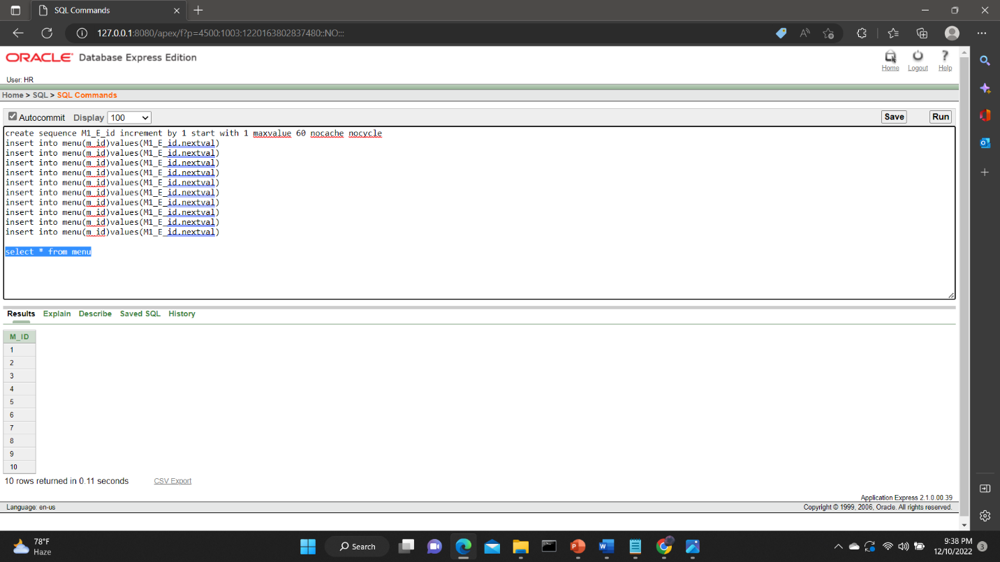 SQL Commands
127.0.0.1:8080/apex/f?p=4500:1003:1220163802837480::NO:::
ORACLE Database Express Edition
Home Logout Help
User: HR
Home > SQL > SQL Commands
Autocommit Display 100 Save Run
create sequence M1_E_id increment by 1 start with 1 maxvalue 60 nocache nocycle
insert into menu(m_id)values(M1_E_id.nextval)
insert into menu(m_id)values(M1_E_id.nextval)
insert into menu(m_id)values(M1_E_id.nextval)
insert into menu(m_id)values(M1_E_id.nextval)
insert into menu(m_id)values(M1_E_id.nextval)
insert into menu(m_id)values(M1_E_id.nextval)
insert into menu(m_id)values(M1_E_id.nextval)
insert into menu(m_id)values(M1_E_id.nextval)
insert into menu(m_id)values(M1_E_id.nextval)
insert into menu(m_id)values(M1_E_id.nextval)
select * from menu
Results Explain Describe Saved SQL History
M_ID
1
2
3
4
5
6
7
8
9
10
10 rows returned in 0.11 seconds CSV Export
Application Express 2.1.0.00.39
Language: en-us Copyright © 1999, 2006, Oracle. All rights reserved.
78°F
Haze
Search
9:38 PM
12/10/2022
3